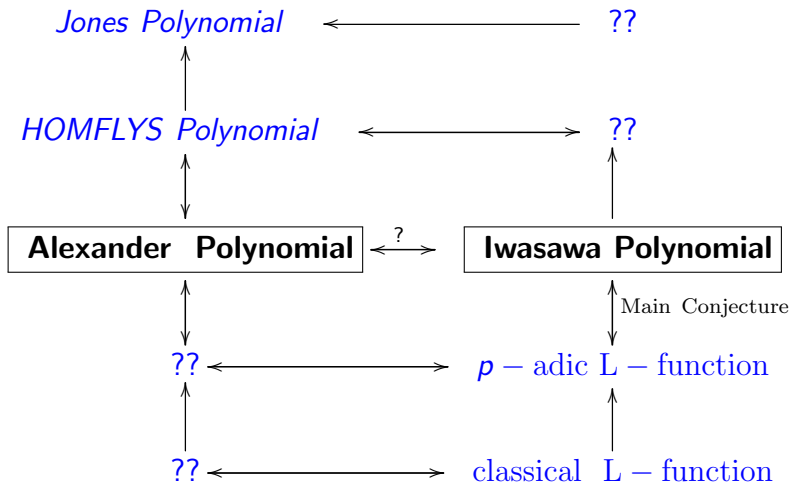 Jones Polynomial ??
HOMFLYS Polynomial ??
?
Alexander Polynomial Iwasawa Polynomial
Main Conjecture
?? p – adic L – function
?? classical L – function